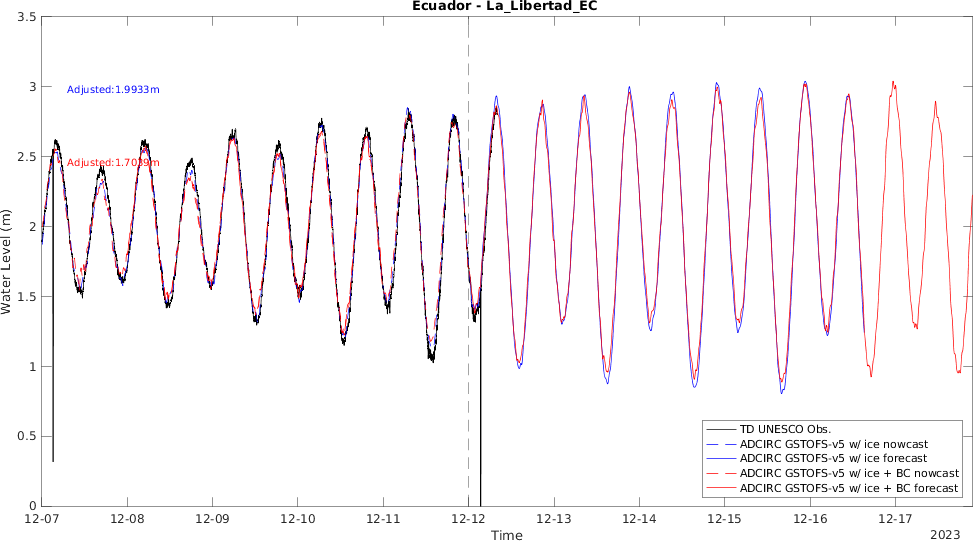 Ecuador - La_Libertad_EC
3.5
3
2.5
2
1.5
1
0.5
0
Water Level (m)
Adjusted:1.9933m
Adjusted:1.7039m
TD UNESCO Obs.
ADCIRC GSTOFS-v5 w/ ice nowcast
ADCIRC GSTOFS-v5 w/ ice forecast
ADCIRC GSTOFS-v5 w/ ice + BC nowcast
ADCIRC GSTOFS-v5 w/ ice + BC forecast
12-07 12-08 12-09 12-10 12-11 12-12 12-13 12-14 12-15 12-16 12-17
Time
2023